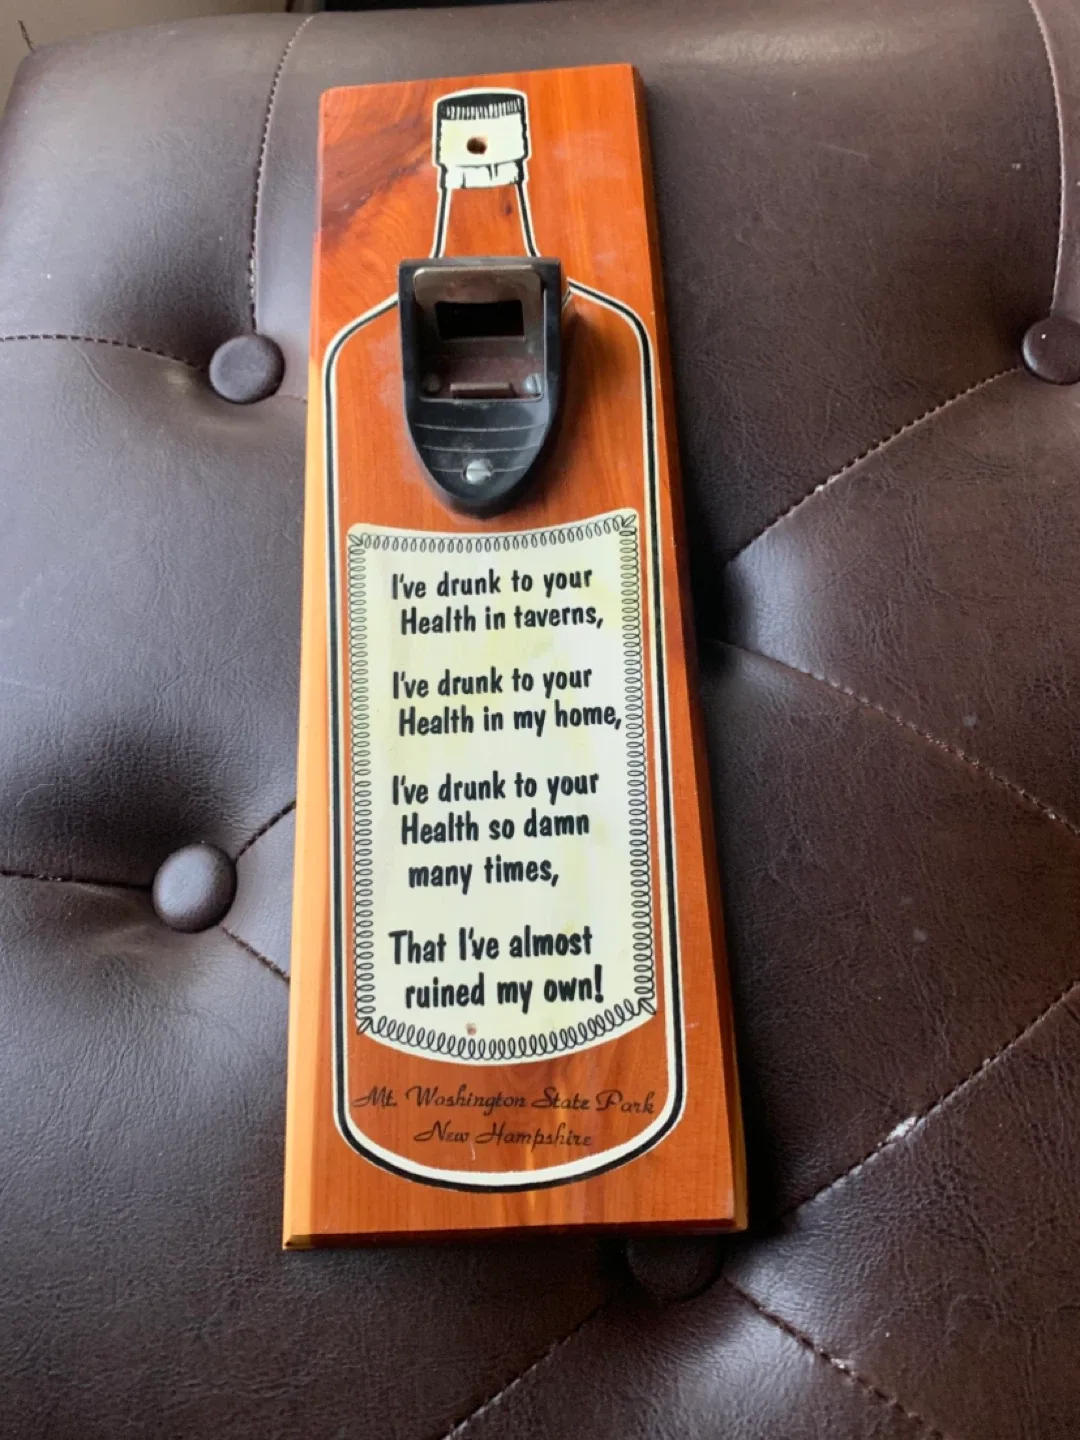 I've drunk to your
Health in taverns,
I've drunk to your
Health in my home,
I've drunk to your
Health so damn
many times,
That I've almost
ruined my own!
Mt. Washington State Park
New Hampshire